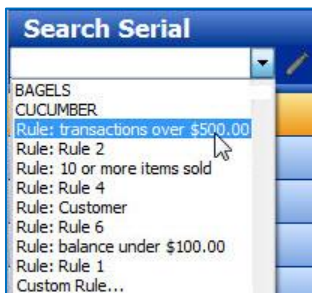 Search Serial
BAGELS
CUCUMBER
Rule: transactions over $500.00
Rule: Rule 2
Rule: 10 or more items sold
Rule: Rule 4
Rule: Customer
Rule: Rule 6
Rule: balance under $100.00
Rule: Rule 1
Custom Rule...